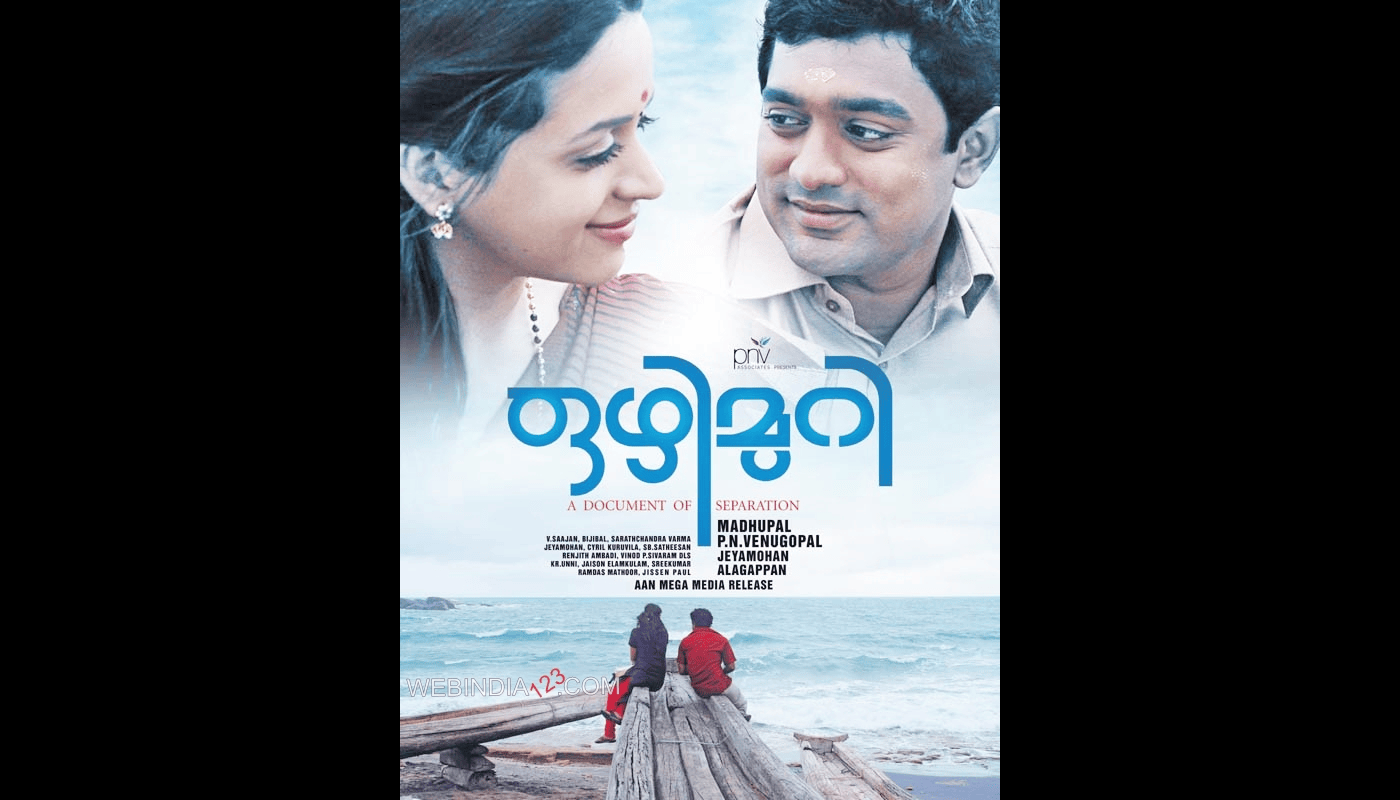 pnv
ASSOCIATES PRESENTS
ഒഴിമുറി
A DOCUMENT OF SEPARATION
V.SAAJAN, BIJIBAL, SARATHCHANDRA VARMA
JEYAMOHAN, CYRIL KURUVILA, SB.SATHEESAN
RENJITH AMBADI, VINOD P.SIVARAM DLS
KR.UNNI, JAISON ELAMKULAM, SREEKUMAR
RAMDAS MATHOOR, JISSEN PAUL
MADHUPAL
P.N.VENUGOPAL
JEYAMOHAN
ALAGAPPAN
AAN MEGA MEDIA RELEASE
WEBINDIA123.COM